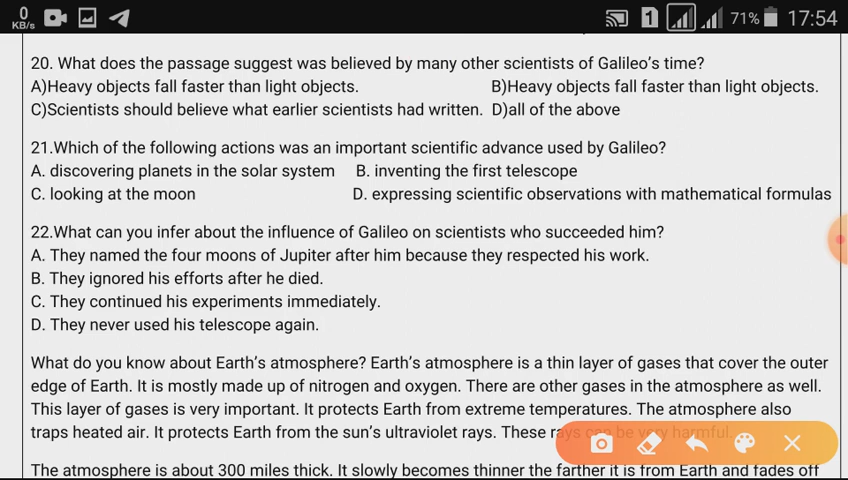 0 KB/s 1 71% 17:54
20. What does the passage suggest was believed by many other scientists of Galileo's time?
A)Heavy objects fall faster than light objects. B)Heavy objects fall faster than light objects.
C)Scientists should believe what earlier scientists had written. D)all of the above
21.Which of the following actions was an important scientific advance used by Galileo?
A. discovering planets in the solar system B. inventing the first telescope
C. looking at the moon D. expressing scientific observations with mathematical formulas
22.What can you infer about the influence of Galileo on scientists who succeeded him?
A. They named the four moons of Jupiter after him because they respected his work.
B. They ignored his efforts after he died.
C. They continued his experiments immediately.
D. They never used his telescope again.
What do you know about Earth's atmosphere? Earth's atmosphere is a thin layer of gases that cover the outer
edge of Earth. It is mostly made up of nitrogen and oxygen. There are other gases in the atmosphere as well.
This layer of gases is very important. It protects Earth from extreme temperatures. The atmosphere also
traps heated air. It protects Earth from the sun's ultraviolet rays. These rays can be very harmful.
The atmosphere is about 300 miles thick. It slowly becomes thinner the farther it is from Earth and fades off